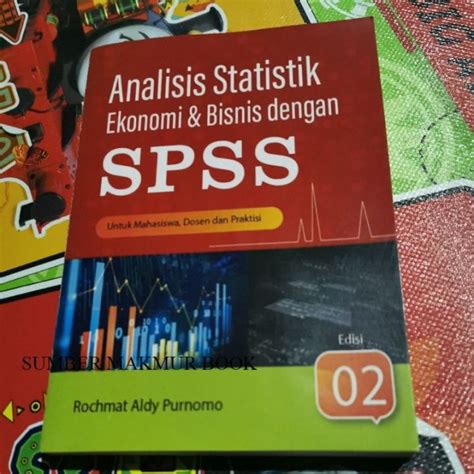 Analisis Statistik
Ekonomi & Bisnis dengan
SPSS
Untuk Mahasiswa, Dosen dan Praktisi
SUMBER MAKMUR BOOK
Edisi
02
Rochmat Aldy Purnomo